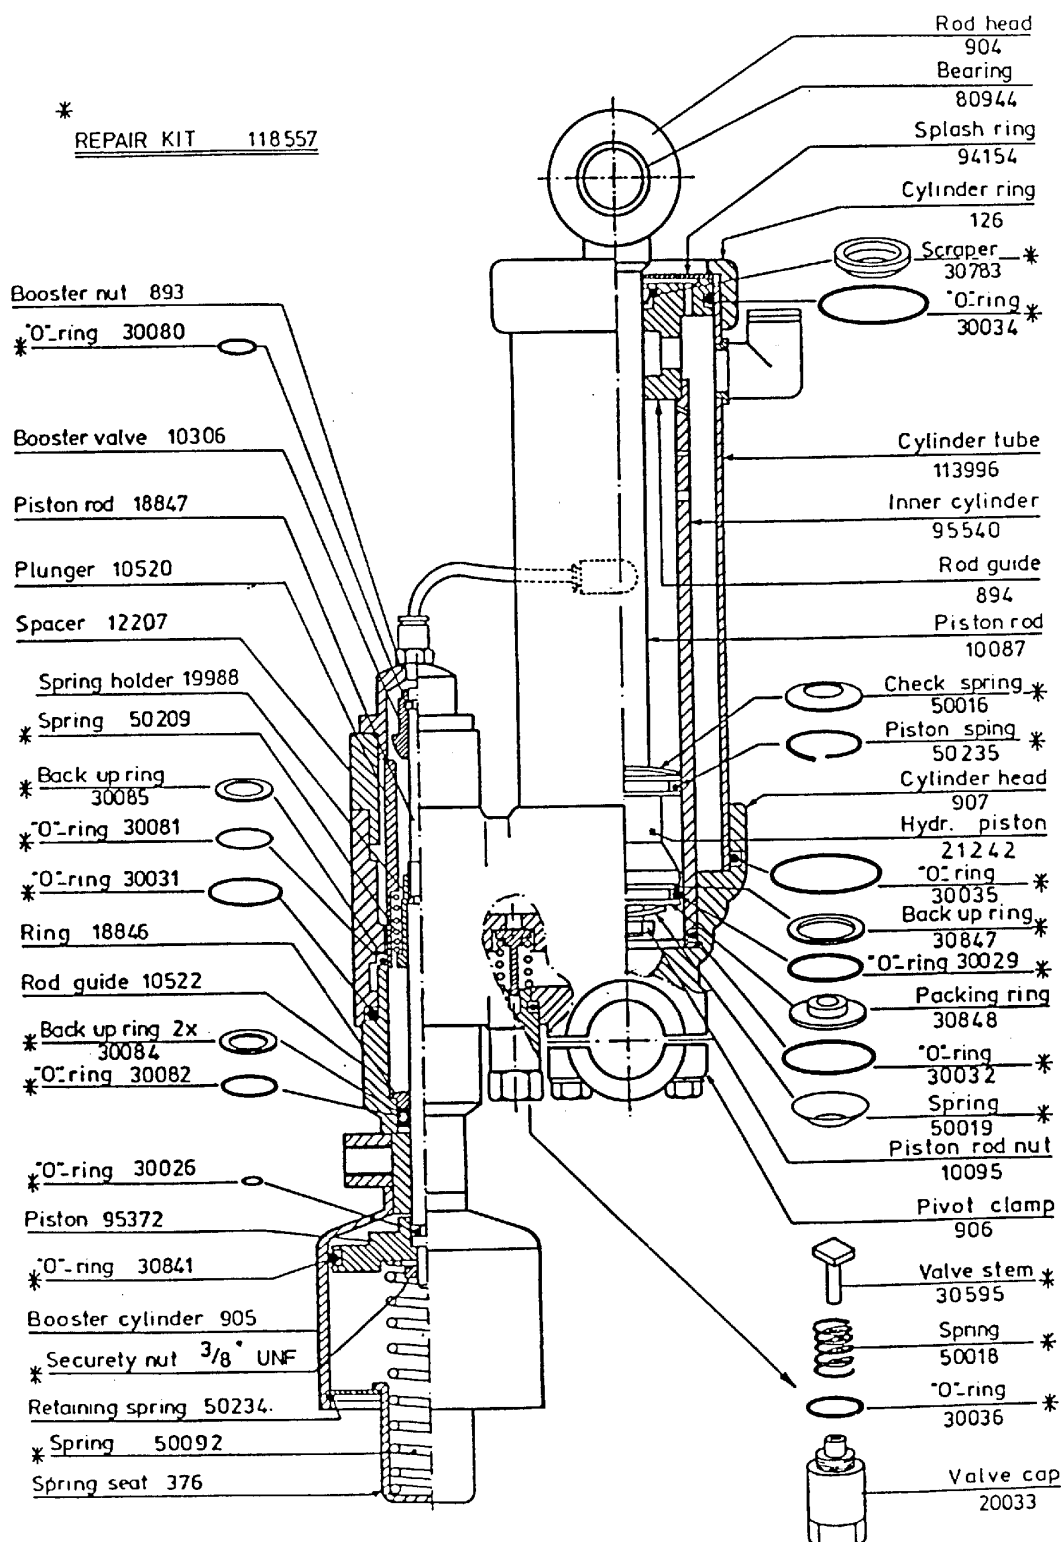 *
REPAIR KIT 118557
Booster nut 893
* "O"-ring 30080
Booster valve 10306
Piston rod 18847
Plunger 10520
Spacer 12207
Spring holder 19988
* Spring 50209
* Back up ring
30085
* "O"-ring 30081
* "O"-ring 30031
Ring 18846
Rod guide 10522
* Back up ring 2x
30084
* "O"-ring 30082
* "O"-ring 30026
Piston 95372
* "O"-ring 30841
Booster cylinder 905
* Securety nut 3/8" UNF
Retaining spring 50234.
* Spring 50092
Spring seat 376
Rod head
904
Bearing
80944
Splash ring
94154
Cylinder ring
126
Scraper *
30783
"O"-ring *
30034
Cylinder tube
113996
Inner cylinder
95540
Rod guide
894
Piston rod
10087
Check spring *
50016
Piston sping *
50235
Cylinder head
907
Hydr. piston
21242
"O"-ring *
30035
Back up ring *
30847
"O"-ring 30029 *
Packing ring *
30848
"O"-ring *
30032
Spring *
50019
Piston rod nut
10095
Pivot clamp
906
Valve stem *
30595
Spring *
50018
"O"-ring *
30036
Valve cap
20033